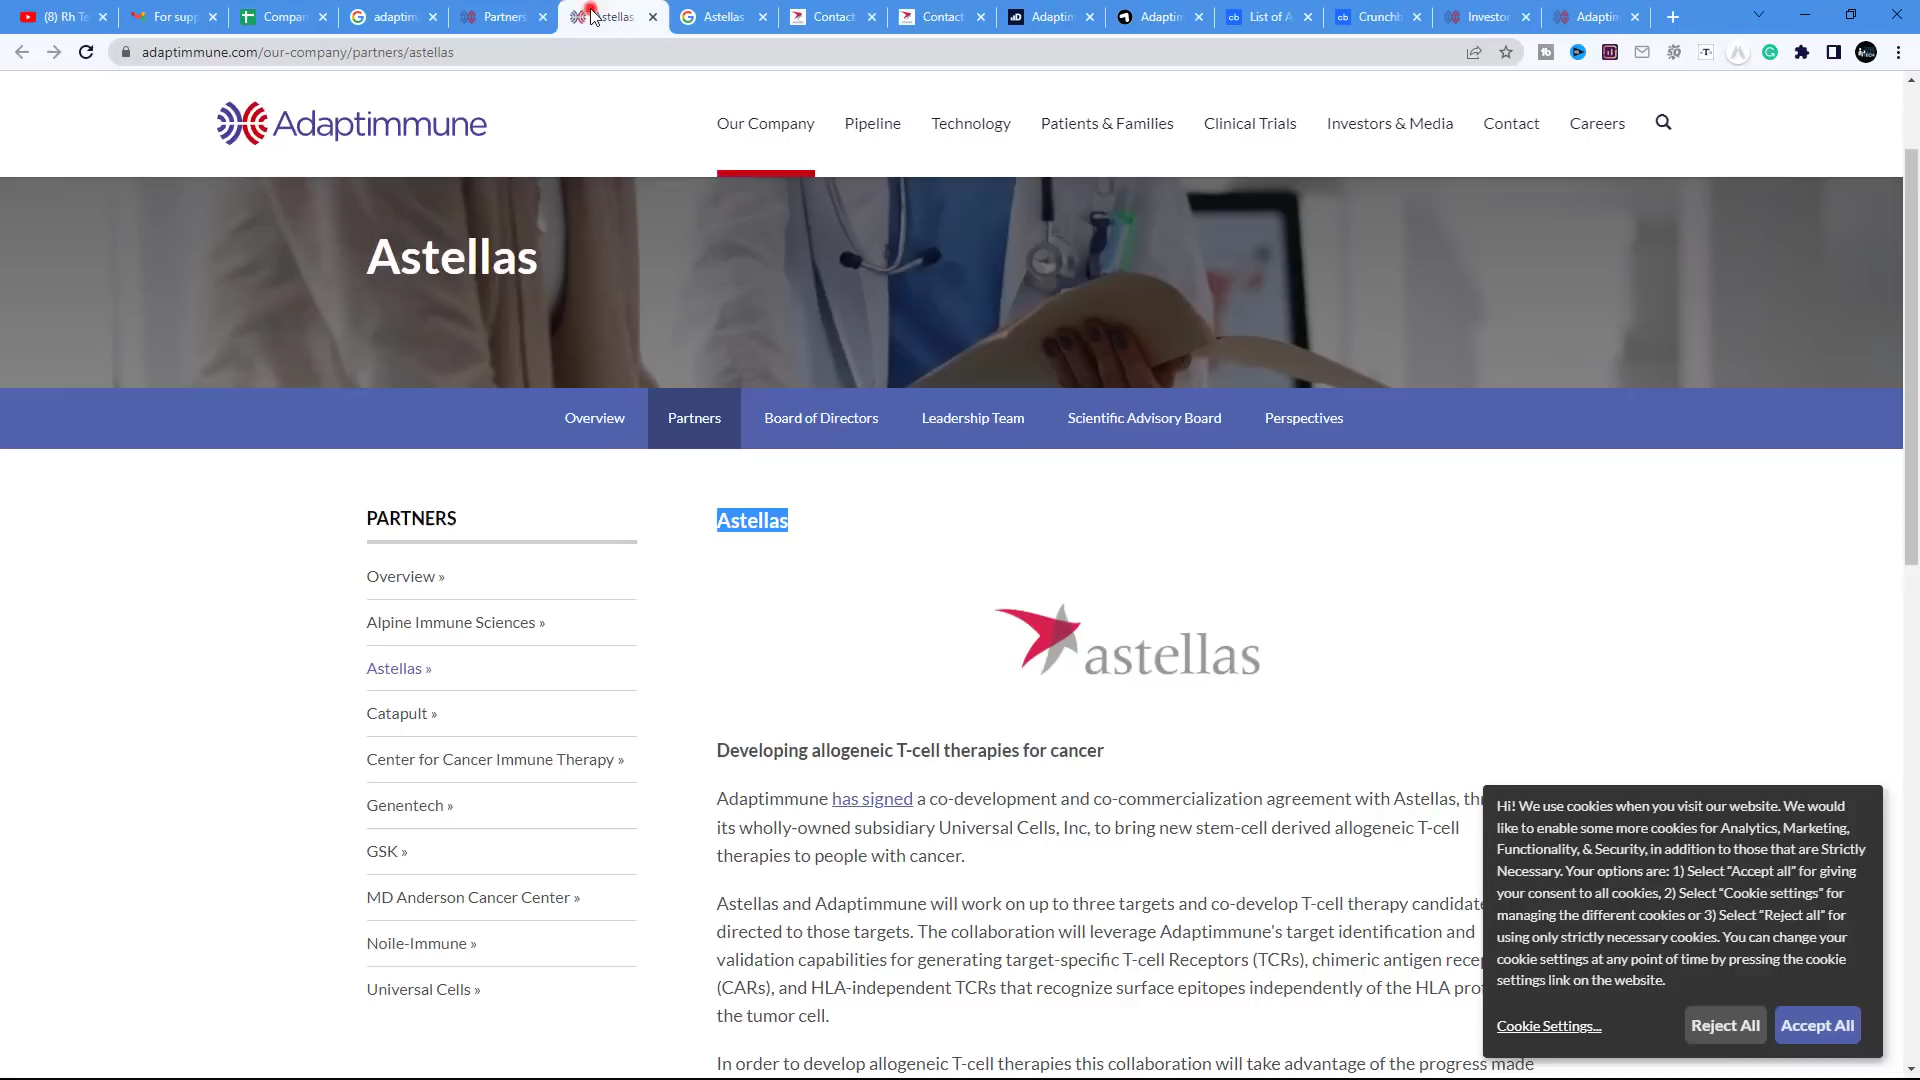 (8) Rh Te
For supp
Compan
adaptim
Partners
Astellas
Astellas
Contact
Contact
Adaptim
Adaptim
List of A
Crunchb
Investor
Adaptim
adaptimmune.com/our-company/partners/astellas
Adaptimmune
Our Company
Pipeline
Technology
Patients & Families
Clinical Trials
Investors & Media
Contact
Careers
Astellas
Overview
Partners
Board of Directors
Leadership Team
Scientific Advisory Board
Perspectives
PARTNERS
Overview »
Alpine Immune Sciences »
Astellas »
Catapult »
Center for Cancer Immune Therapy »
Genentech »
GSK »
MD Anderson Cancer Center »
Noile-Immune »
Universal Cells »
Astellas
astellas
Developing allogeneic T-cell therapies for cancer
Adaptimmune has signed a co-development and co-commercialization agreement with Astellas, thr
its wholly-owned subsidiary Universal Cells, Inc, to bring new stem-cell derived allogeneic T-cell
therapies to people with cancer.
Astellas and Adaptimmune will work on up to three targets and co-develop T-cell therapy candidate
directed to those targets. The collaboration will leverage Adaptimmune's target identification and
validation capabilities for generating target-specific T-cell Receptors (TCRs), chimeric antigen rece
(CARs), and HLA-independent TCRs that recognize surface epitopes independently of the HLA pro
the tumor cell.
In order to develop allogeneic T-cell therapies this collaboration will take advantage of the progress made
Hi! We use cookies when you visit our website. We would
like to enable some more cookies for Analytics, Marketing,
Functionality, & Security, in addition to those that are Strictly
Necessary. Your options are: 1) Select "Accept all" for giving
your consent to all cookies, 2) Select "Cookie settings" for
managing the different cookies or 3) Select "Reject all" for
using only strictly necessary cookies. You can change your
cookie settings at any point of time by pressing the cookie
settings link on the website.
Cookie Settings...
Reject All
Accept All